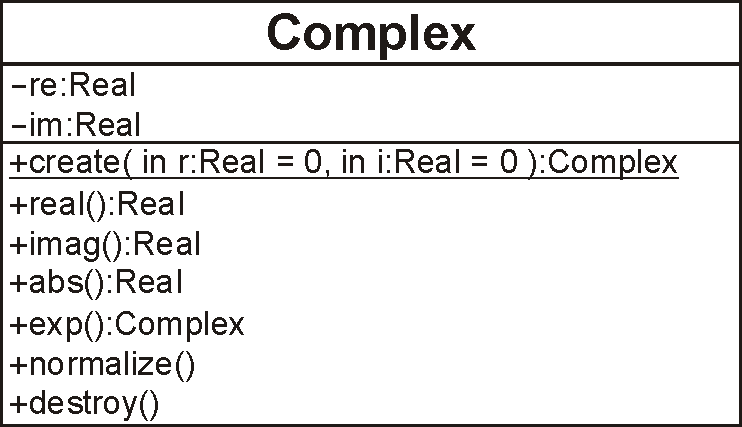 Complex
−re:Real
−im:Real
+create( in r:Real = 0, in i:Real = 0 ):Complex
+real():Real
+imag():Real
+abs():Real
+exp():Complex
+normalize()
+destroy()